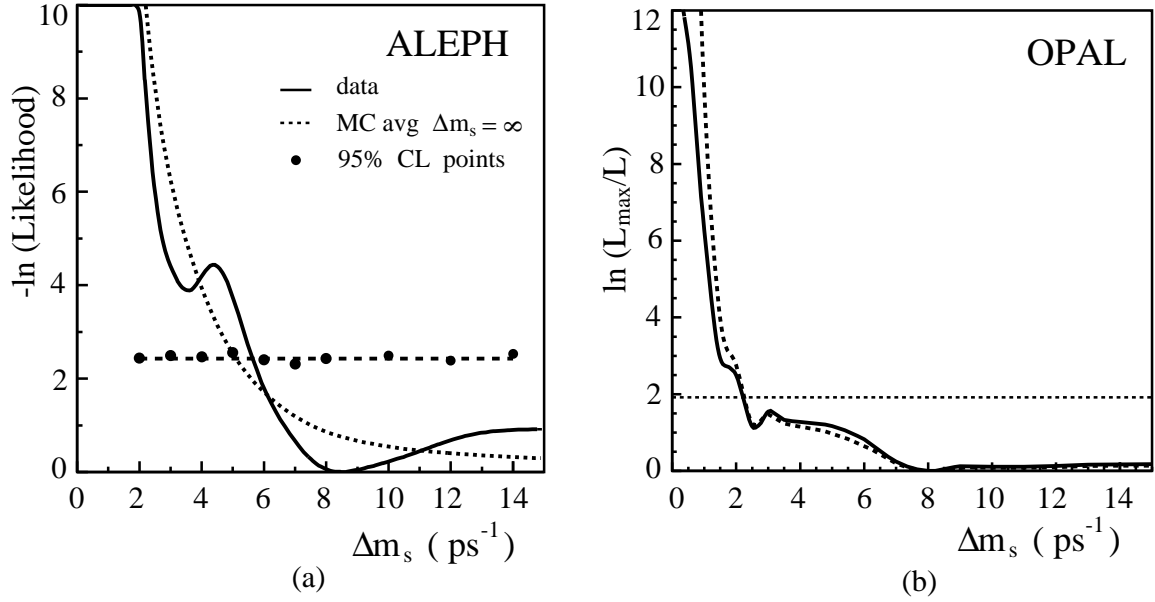 ALEPH
data
MC avg Δm_s = ∞
95% CL points
-ln (Likelihood)
10
8
6
4
2
0
0 2 4 6 8 10 12 14
Δm_s ( ps^-1)
(a)
OPAL
ln (L_max/L)
12
10
8
6
4
2
0
0 2 4 6 8 10 12 14
Δm_s ( ps^-1)
(b)